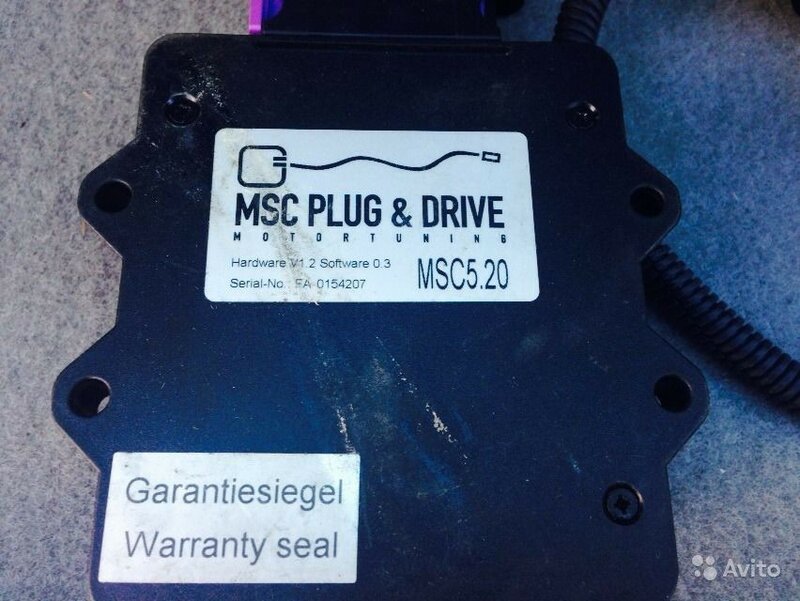 MSC PLUG & DRIVE
MOTORTUNING
Hardware V1.2 Software 0.3
Serial-No.: EA 0154207
MSC5.20
Garantiesiegel
Warranty seal
Avito